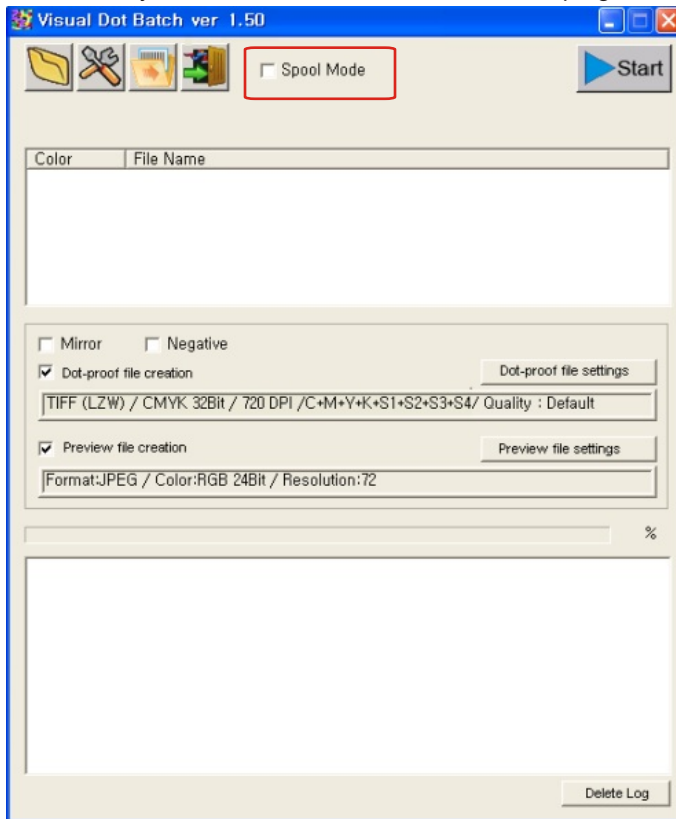 Visual Dot Batch ver 1.50
Spool Mode
Start
Color File Name
Mirror Negative
Dot-proof file creation Dot-proof file settings
TIFF (LZW) / CMYK 32Bit / 720 DPI /C+M+Y+K+S1+S2+S3+S4/ Quality : Default
Preview file creation Preview file settings
Format:JPEG / Color:RGB 24Bit / Resolution:72
%
Delete Log